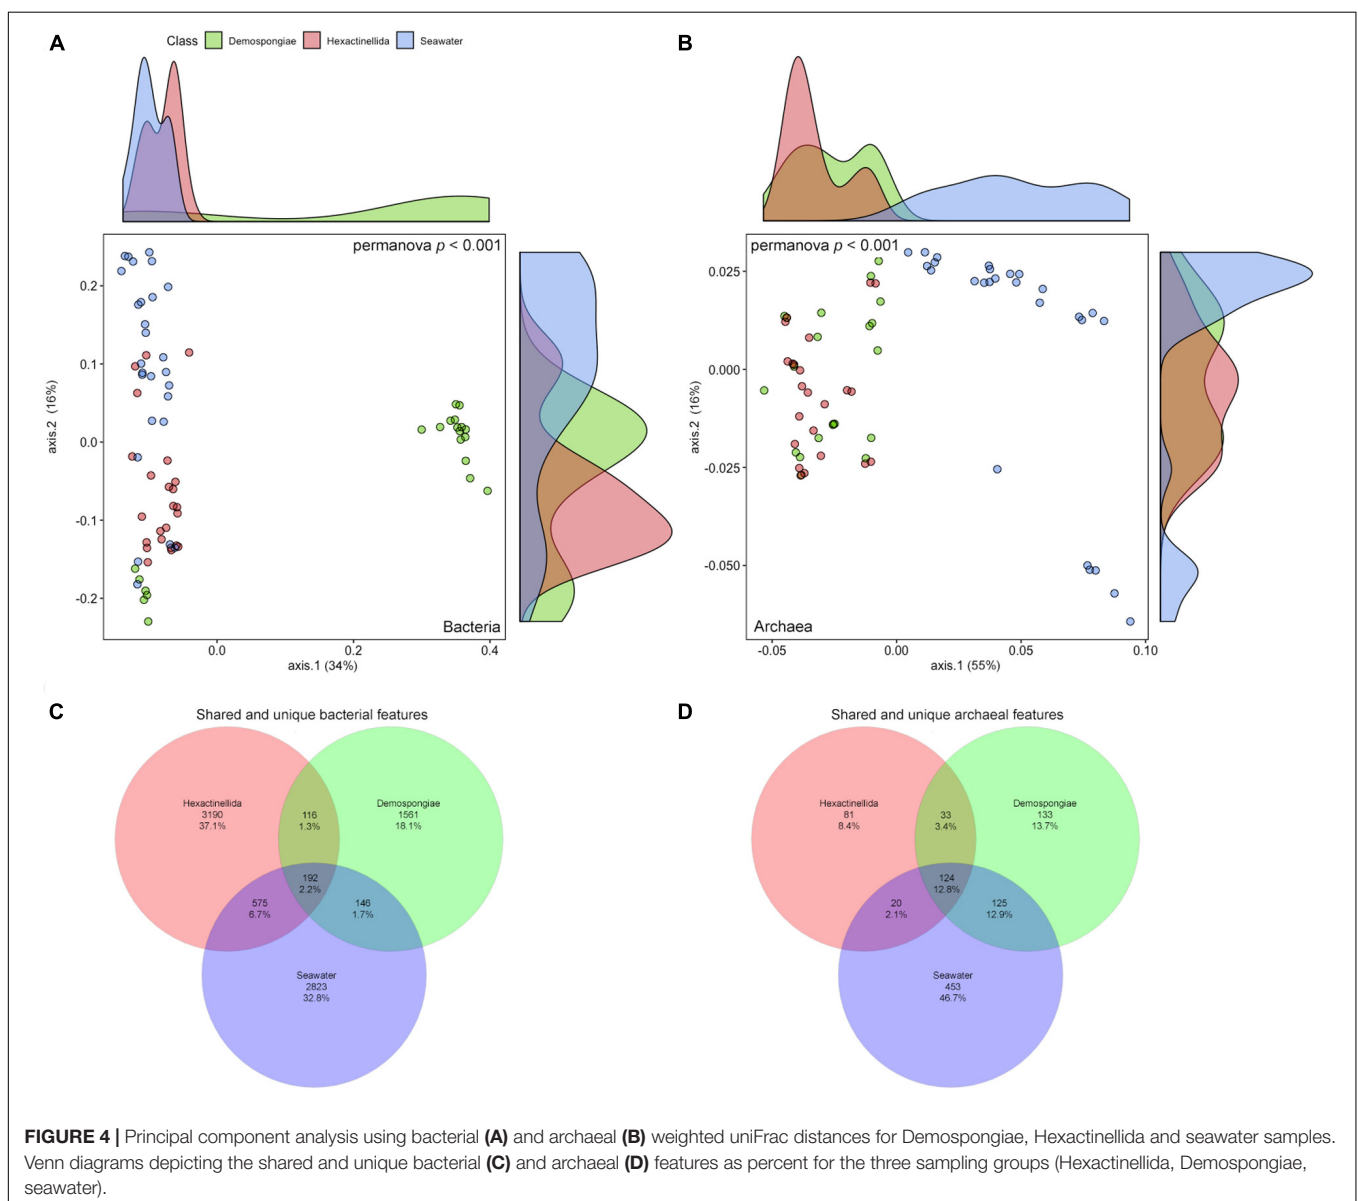 A
Class Demospongiae Hexactinellida Seawater
B
permanova p < 0.001
axis.2 (16%)
0.2
0.1
0.0
-0.1
-0.2
Bacteria
0.0 0.2 0.4
axis.1 (34%)
permanova p < 0.001
axis.2 (16%)
0.025
0.000
-0.025
-0.050
Archaea
-0.05 0.00 0.05 0.10
axis.1 (55%)
C
Shared and unique bacterial features
Hexactinellida
3190
37.1%
116
1.3%
Demospongiae
1561
18.1%
192
2.2%
575
6.7%
146
1.7%
Seawater
2823
32.8%
D
Shared and unique archaeal features
Hexactinellida
81
8.4%
33
3.4%
Demospongiae
133
13.7%
124
12.8%
20
2.1%
125
12.9%
Seawater
453
46.7%
FIGURE 4 | Principal component analysis using bacterial (A) and archaeal (B) weighted uniFrac distances for Demospongiae, Hexactinellida and seawater samples.
Venn diagrams depicting the shared and unique bacterial (C) and archaeal (D) features as percent for the three sampling groups (Hexactinellida, Demospongiae,
seawater).